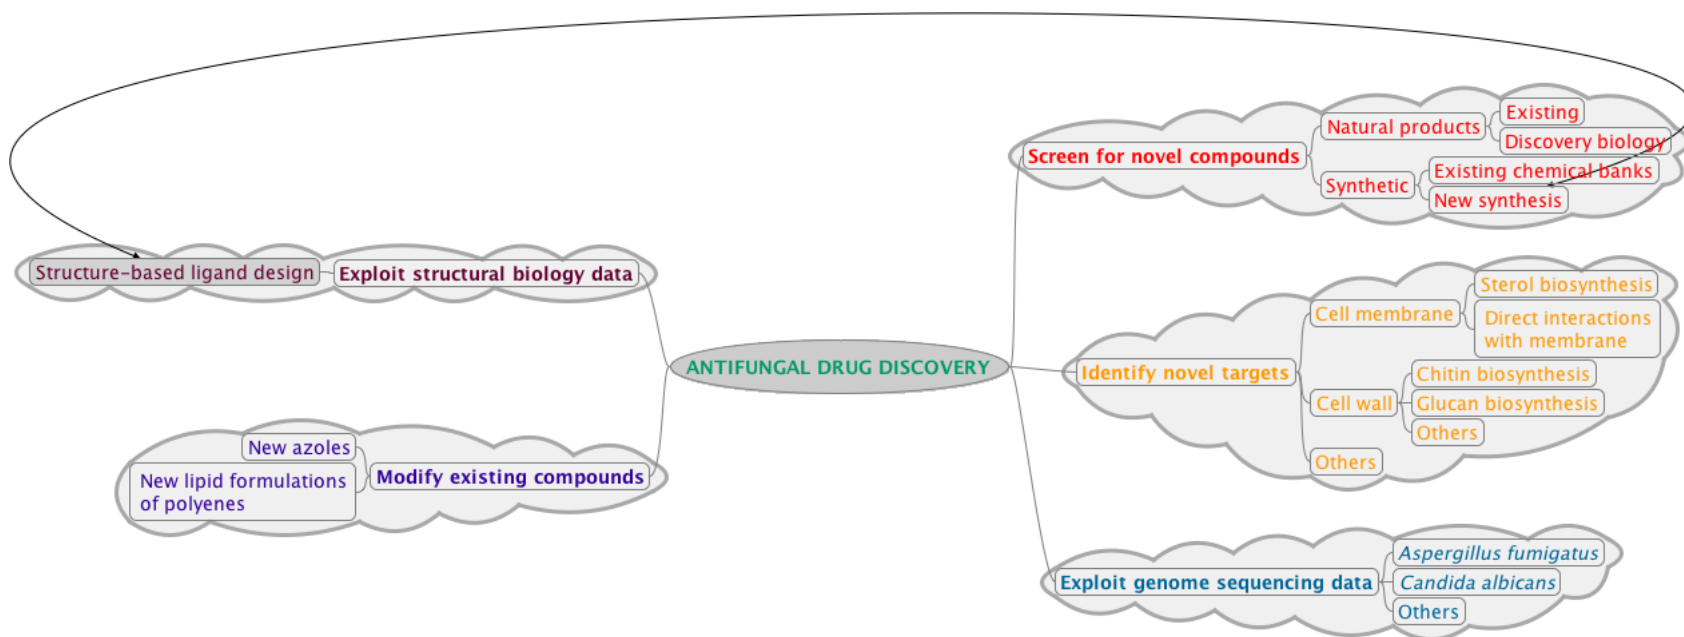 ANTIFUNGAL DRUG DISCOVERY
Screen for novel compounds
Natural products
Existing
Discovery biology
Synthetic
Existing chemical banks
New synthesis
Identify novel targets
Cell membrane
Sterol biosynthesis
Direct interactions
with membrane
Cell wall
Chitin biosynthesis
Glucan biosynthesis
Others
Others
Exploit genome sequencing data
Aspergillus fumigatus
Candida albicans
Others
Exploit structural biology data
Structure-based ligand design
Modify existing compounds
New azoles
New lipid formulations
of polyenes